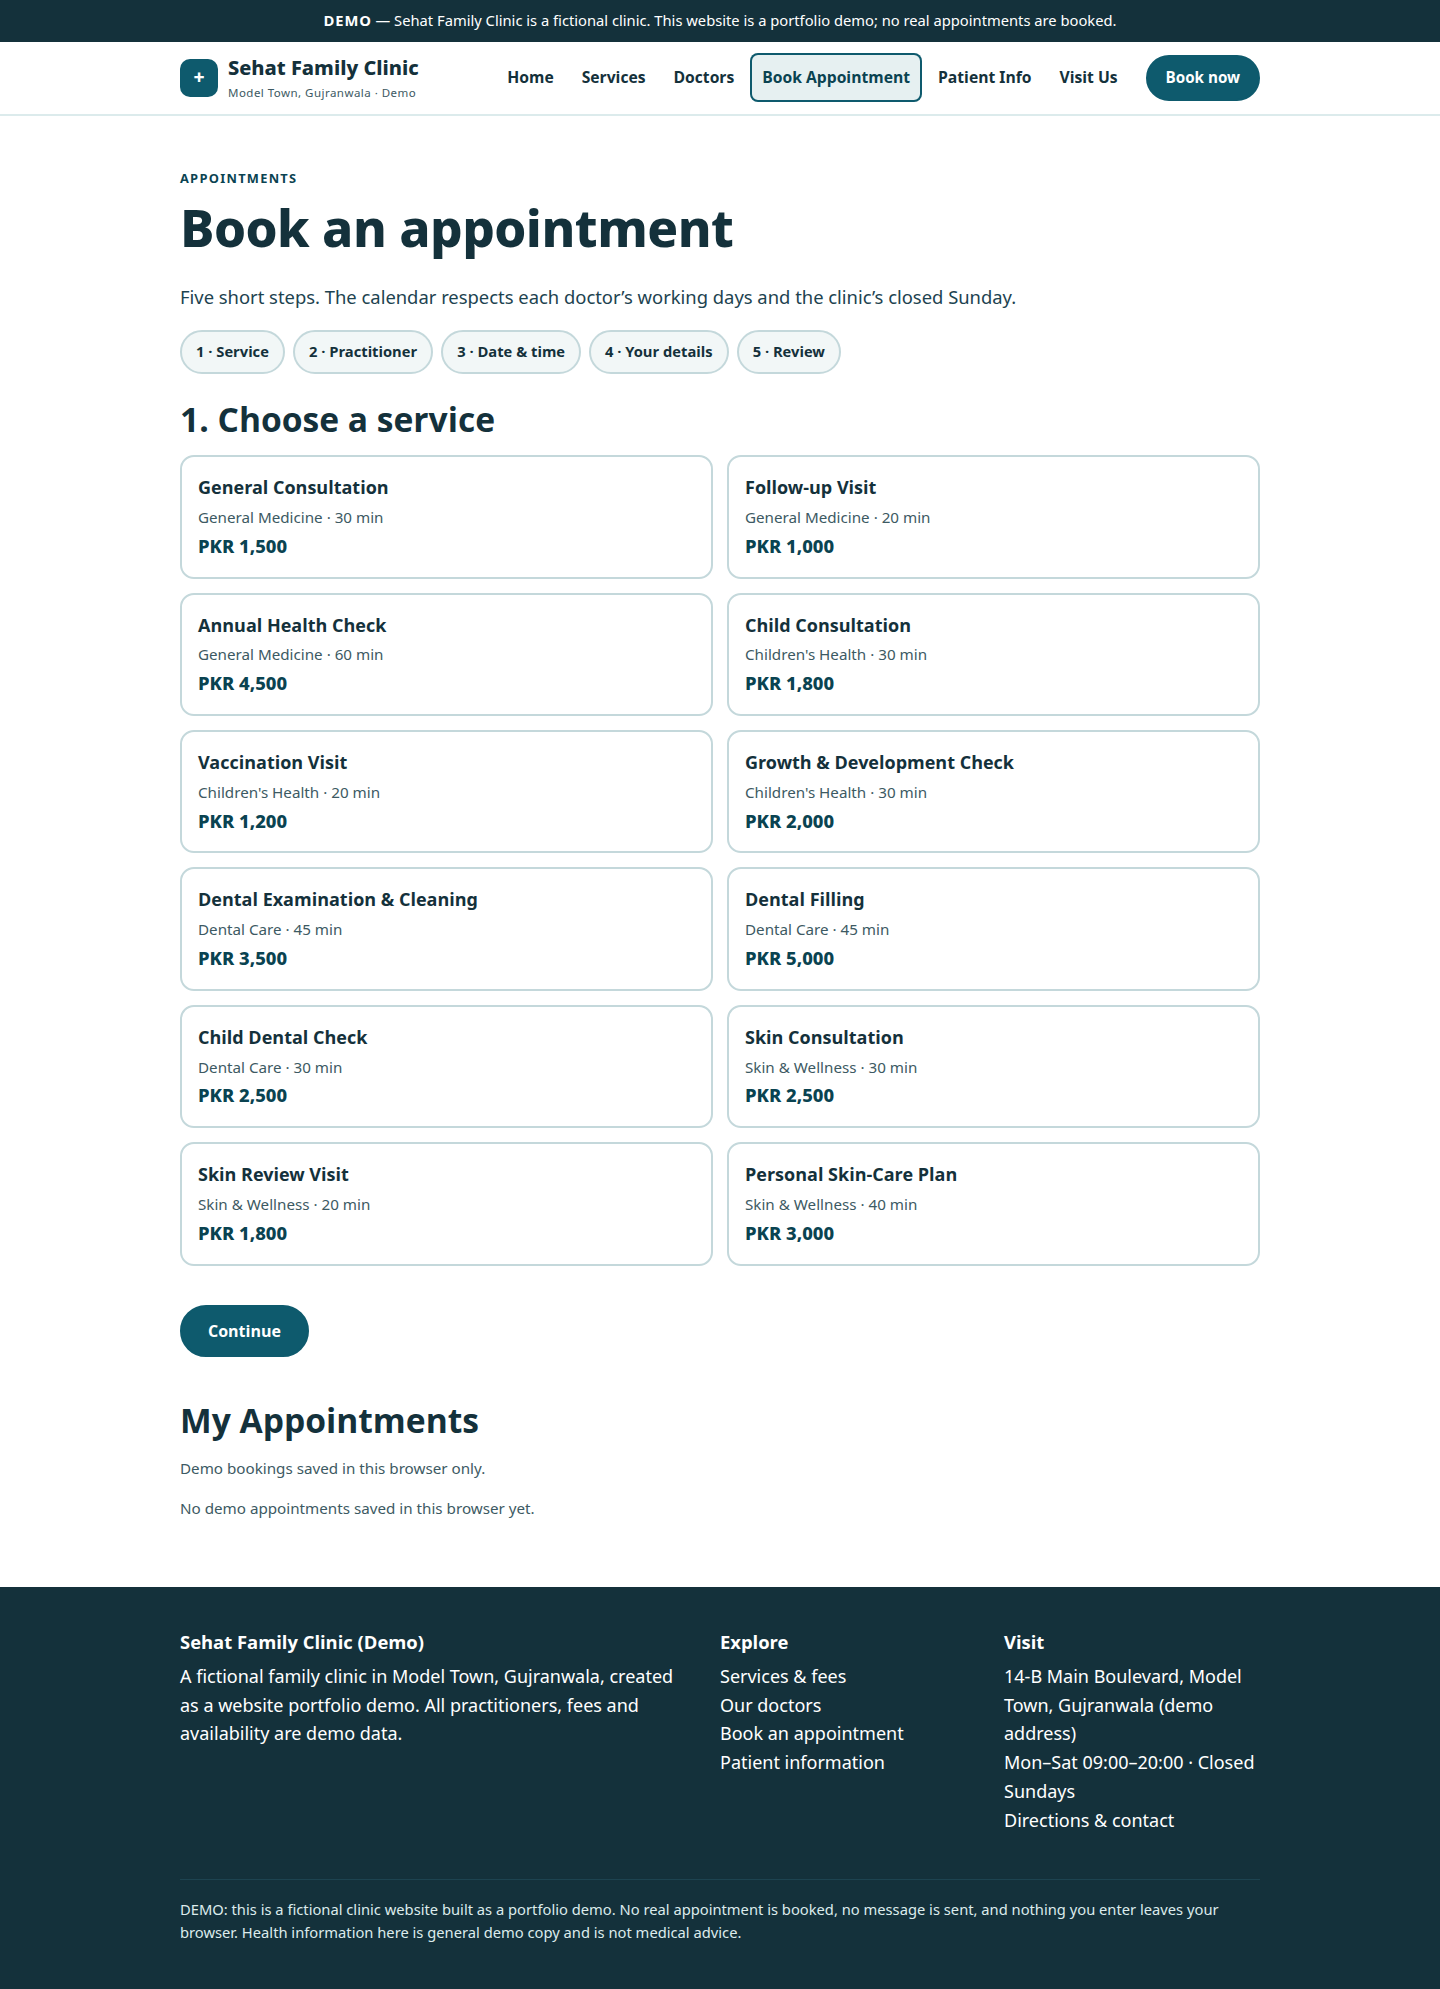 DEMO — Sehat Family Clinic is a fictional clinic. This website is a portfolio demo; no real appointments are booked.
+
Sehat Family Clinic
Model Town, Gujranwala · Demo
Home Services Doctors Book Appointment Patient Info Visit Us Book now
APPOINTMENTS
Book an appointment
Five short steps. The calendar respects each doctor’s working days and the clinic’s closed Sunday.
1 · Service 2 · Practitioner 3 · Date & time 4 · Your details 5 · Review
1. Choose a service
General Consultation
General Medicine · 30 min
PKR 1,500
Follow-up Visit
General Medicine · 20 min
PKR 1,000
Annual Health Check
General Medicine · 60 min
PKR 4,500
Child Consultation
Children's Health · 30 min
PKR 1,800
Vaccination Visit
Children's Health · 20 min
PKR 1,200
Growth & Development Check
Children's Health · 30 min
PKR 2,000
Dental Examination & Cleaning
Dental Care · 45 min
PKR 3,500
Dental Filling
Dental Care · 45 min
PKR 5,000
Child Dental Check
Dental Care · 30 min
PKR 2,500
Skin Consultation
Skin & Wellness · 30 min
PKR 2,500
Skin Review Visit
Skin & Wellness · 20 min
PKR 1,800
Personal Skin-Care Plan
Skin & Wellness · 40 min
PKR 3,000
Continue
My Appointments
Demo bookings saved in this browser only.
No demo appointments saved in this browser yet.
Sehat Family Clinic (Demo)
A fictional family clinic in Model Town, Gujranwala, created
as a website portfolio demo. All practitioners, fees and
availability are demo data.
Explore
Services & fees
Our doctors
Book an appointment
Patient information
Visit
14-B Main Boulevard, Model
Town, Gujranwala (demo
address)
Mon–Sat 09:00–20:00 · Closed
Sundays
Directions & contact
DEMO: this is a fictional clinic website built as a portfolio demo. No real appointment is booked, no message is sent, and nothing you enter leaves your
browser. Health information here is general demo copy and is not medical advice.